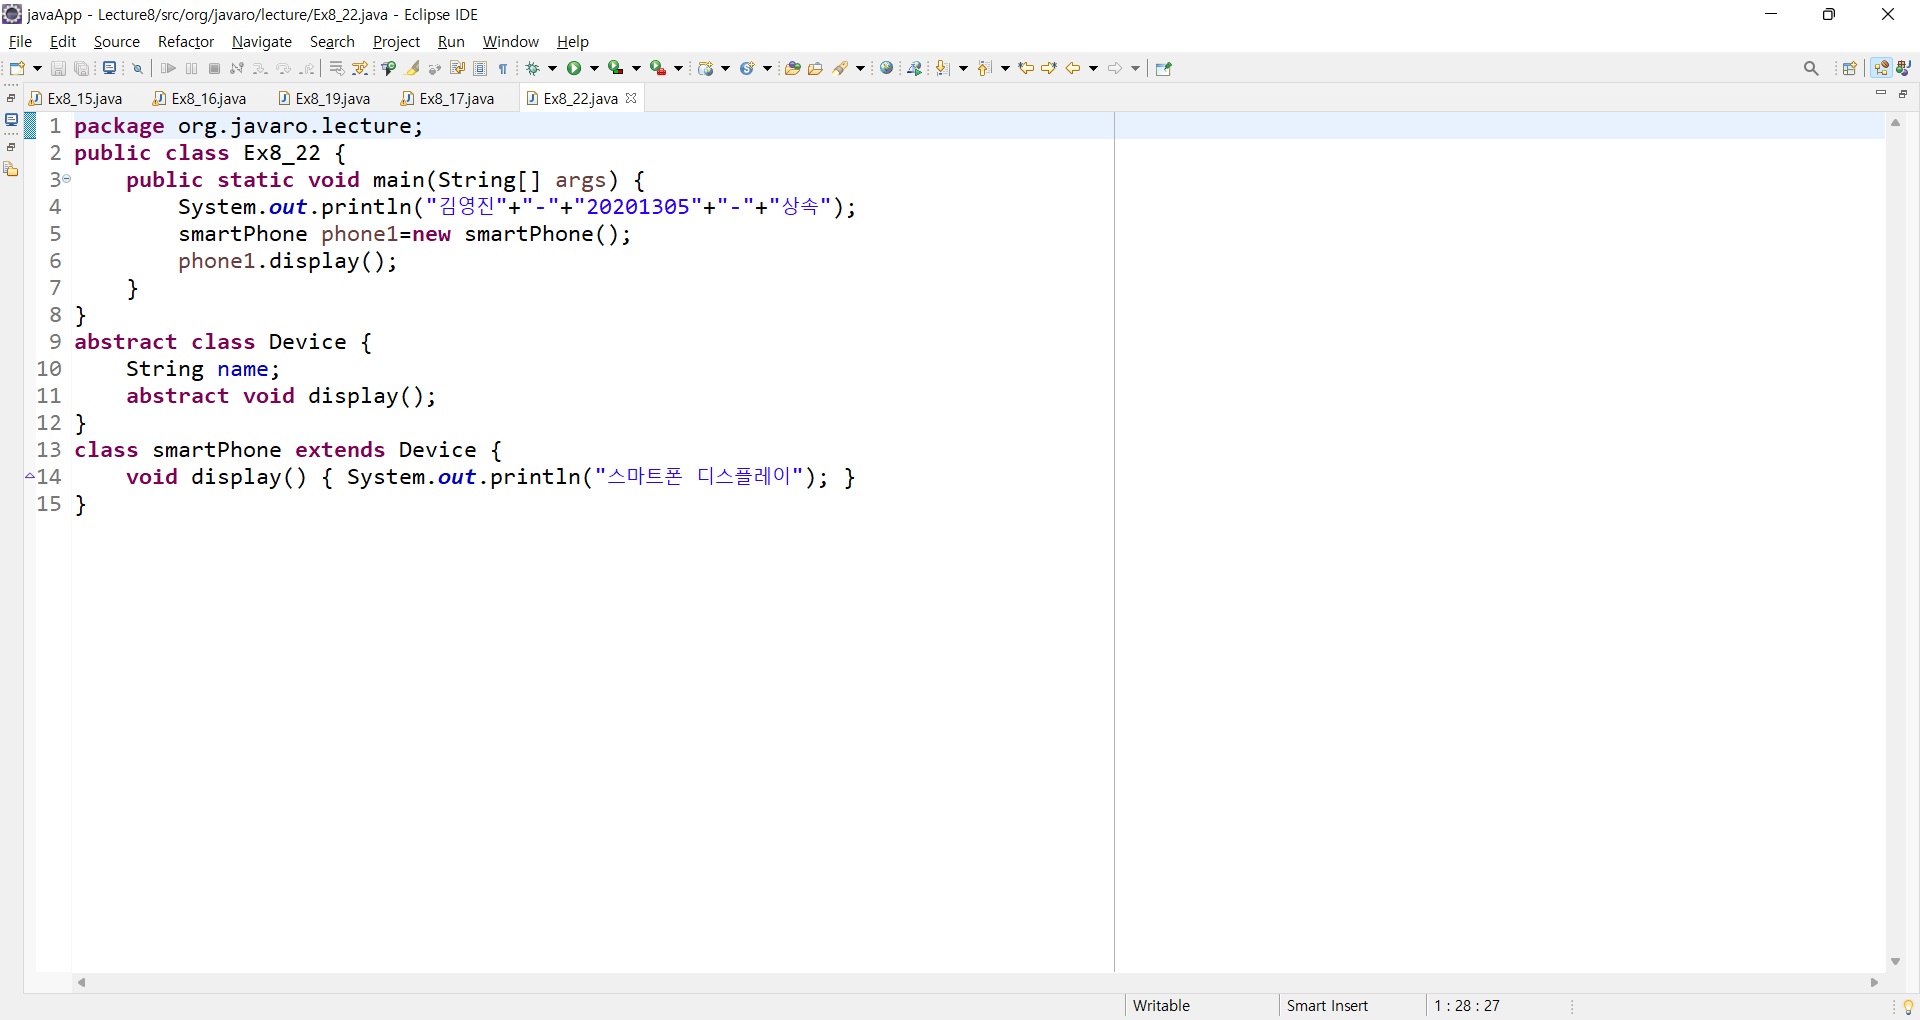 javaApp - Lecture8/src/org/javaro/lecture/Ex8_22.java - Eclipse IDE
File Edit Source Refactor Navigate Search Project Run Window Help
Ex8_15.java Ex8_16.java Ex8_19.java Ex8_17.java Ex8_22.java
1 package org.javaro.lecture;
2 public class Ex8_22 {
3 public static void main(String[] args) {
4 System.out.println("김영진"+"-"+"20201305"+"-"+"상속");
5 smartPhone phone1=new smartPhone();
6 phone1.display();
7 }
8 }
9 abstract class Device {
10 String name;
11 abstract void display();
12 }
13 class smartPhone extends Device {
14 void display() { System.out.println("스마트폰 디스플레이"); }
15 }
Writable Smart Insert 1 : 28 : 27